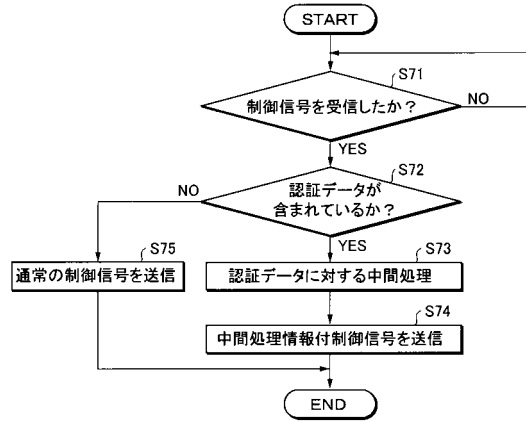 START
S71
制御信号を受信したか?
NO
YES
S72
認証データが
含まれているか?
NO
YES
S75
通常の制御信号を送信
S73
認証データに対する中間処理
S74
中間処理情報付制御信号を送信
END